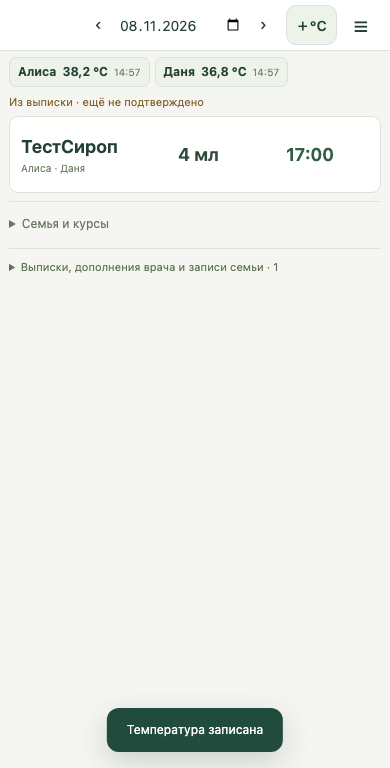 ‹ 08.11.2026 › +°C ≡
Алиса 38,2 °C 14:57 Даня 36,8 °C 14:57
Из выписки · ещё не подтверждено
ТестСироп 4 мл 17:00
Алиса · Даня
▶ Семья и курсы
▶ Выписки, дополнения врача и записи семьи · 1
Температура записана